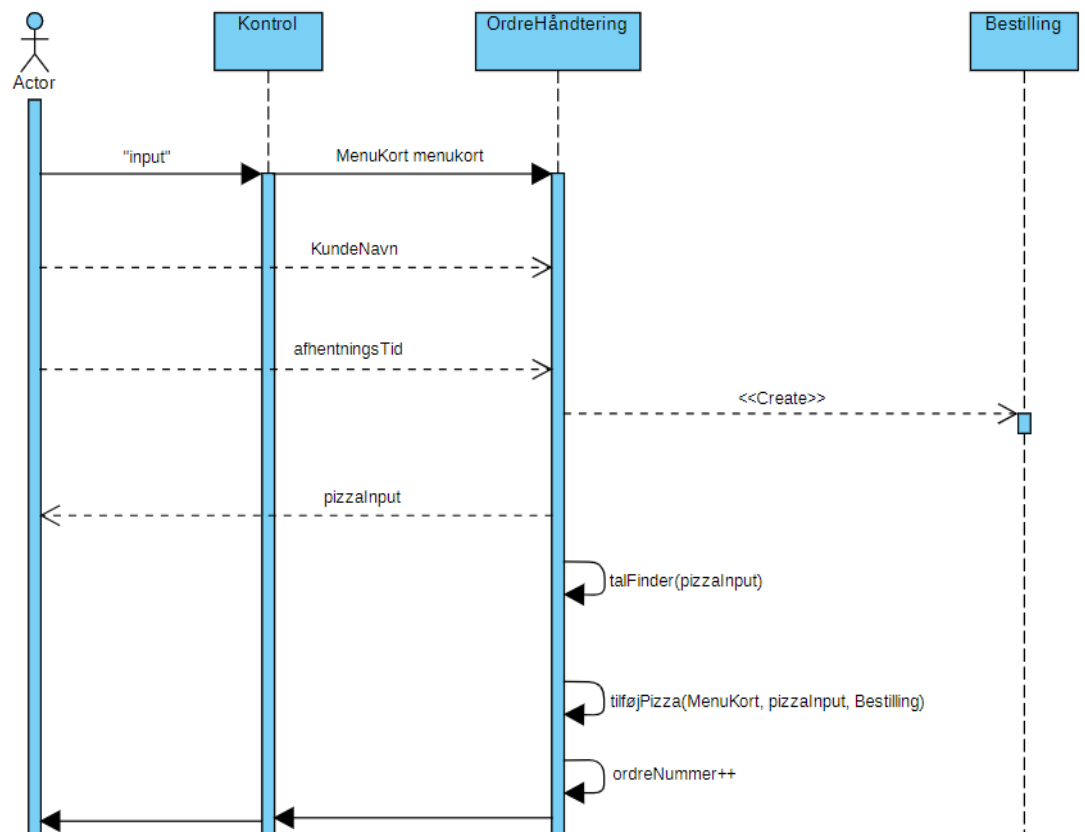 Kontrol
OrdreHåndtering
Bestilling
Actor
"input"
MenuKort menukort
KundeNavn
afhentningsTid
<<Create>>
pizzaInput
talFinder(pizzaInput)
tilføjPizza(MenuKort, pizzaInput, Bestilling)
ordreNummer++